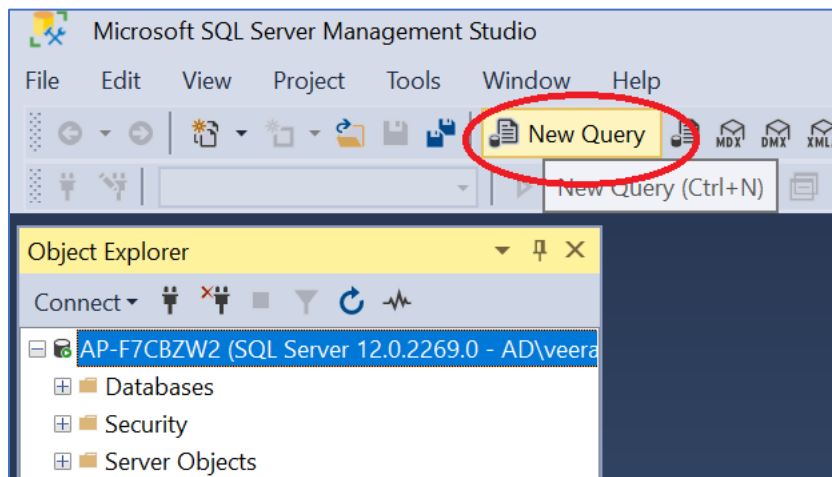 Microsoft SQL Server Management Studio
File Edit View Project Tools Window Help
New Query MDX DMX XML
New Query (Ctrl+N)
Object Explorer
Connect
AP-F7CBZW2 (SQL Server 12.0.2269.0 - AD\veera
Databases
Security
Server Objects